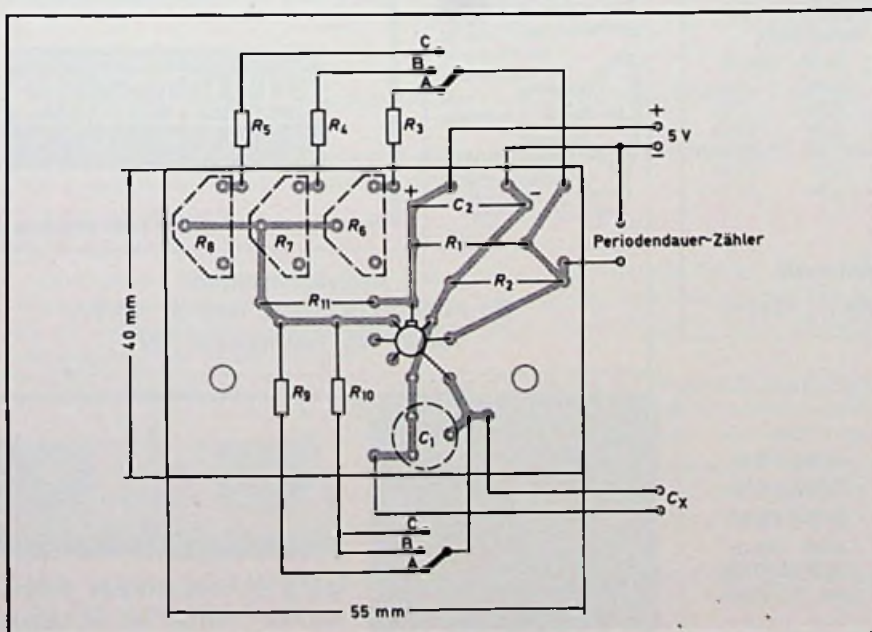 C
B
A
R5
R4
R3
+
5 V
–
+
–
C2
R8
R7
R6
R1
Periodendauer-Zähler
R11
R2
40 mm
R9
R10
C1
CX
C
B
A
55 mm